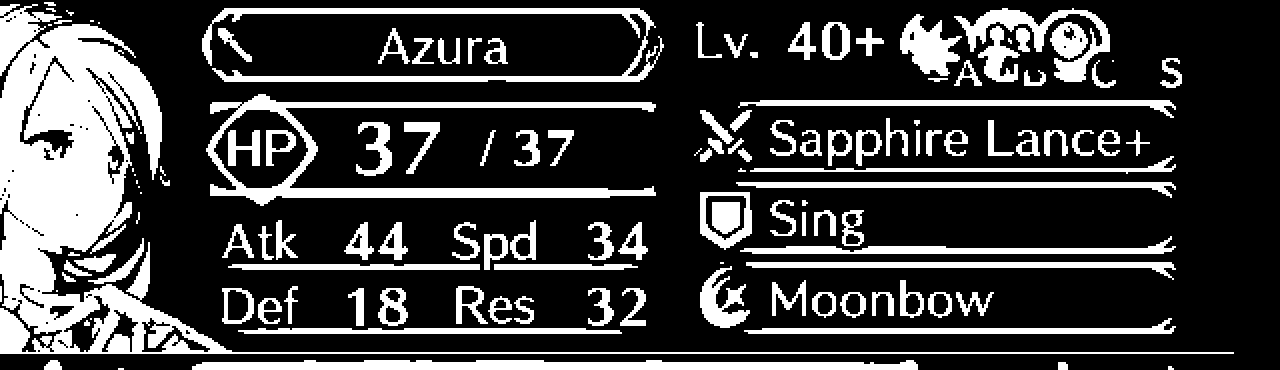 Azura
Lv. 40+
A B C S
HP 37 / 37
Sapphire Lance+
Atk 44 Spd 34
Sing
Def 18 Res 32
Moonbow